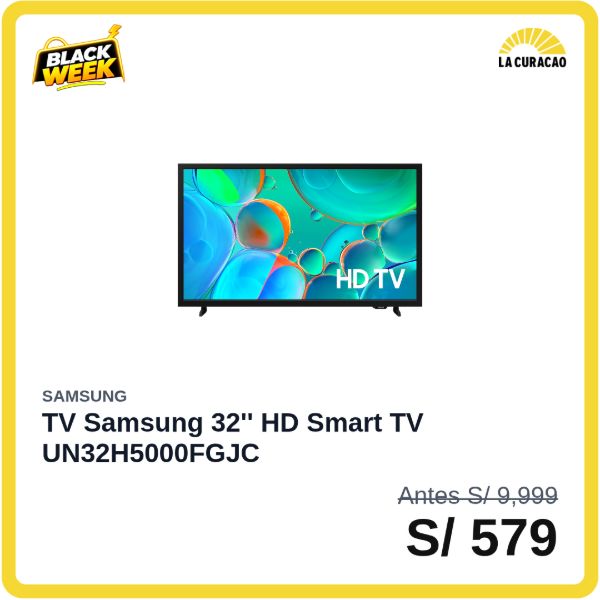 BLACK
WEEK
LA CURACAO
HD TV
SAMSUNG
TV Samsung 32" HD Smart TV
UN32H5000FGJC
Antes S/ 9,999
S/ 579